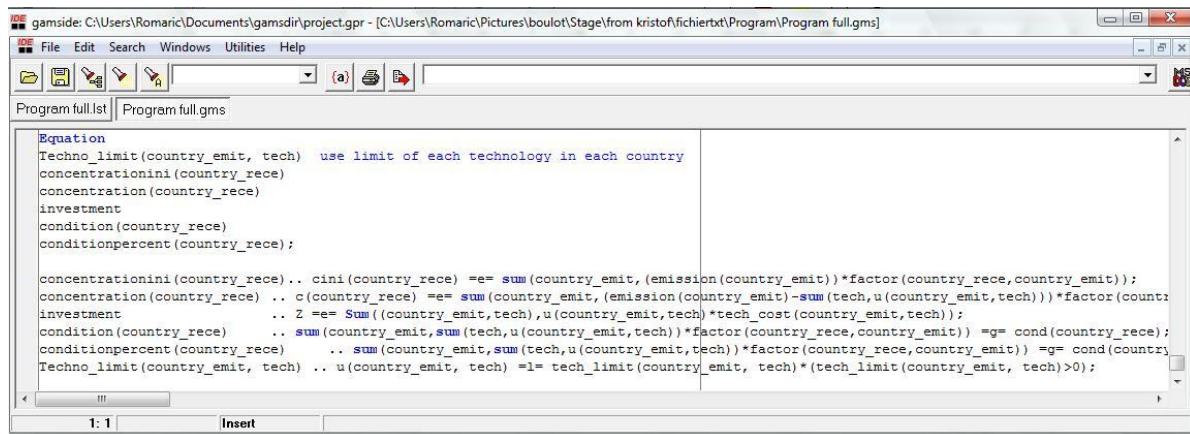 IDE gamside: C:\Users\Romaric\Documents\gamsdir\project.gpr - [C:\Users\Romaric\Pictures\boulot\Stage\from kristof\fichiertxt\Program\Program full.gms]
IDE File Edit Search Windows Utilities Help
{a}
Program full.lst Program full.gms
Equation
Techno_limit(country_emit, tech) use limit of each technology in each country
concentrationini(country_rece)
concentration(country_rece)
investment
condition(country_rece)
conditionpercent(country_rece);
concentrationini(country_rece).. cini(country_rece) =e= sum(country_emit,(emission(country_emit))*factor(country_rece,country_emit));
concentration(country_rece) .. c(country_rece) =e= sum(country_emit,(emission(country_emit)-sum(tech,u(country_emit,tech)))*factor(countr
investment .. Z =e= Sum((country_emit,tech),u(country_emit,tech)*tech_cost(country_emit,tech));
condition(country_rece) .. sum(country_emit,sum(tech,u(country_emit,tech))*factor(country_rece,country_emit)) =g= cond(country_rece);
conditionpercent(country_rece) .. sum(country_emit,sum(tech,u(country_emit,tech))*factor(country_rece,country_emit)) =g= cond(country
Techno_limit(country_emit, tech) .. u(country_emit, tech) =l= tech_limit(country_emit, tech)*(tech_limit(country_emit, tech)>0);
1: 1 Insert